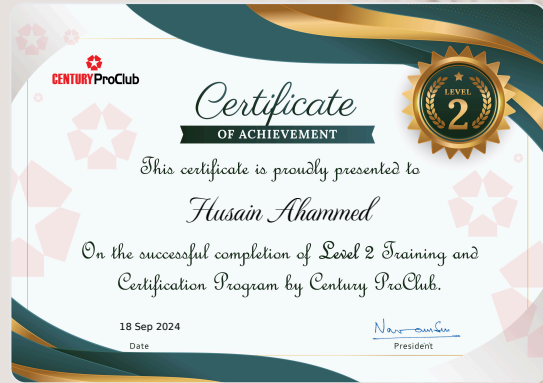 CENTURY ProClub
Certificate
OF ACHIEVEMENT
LEVEL
2
This certificate is proudly presented to
Husain Ahammed
On the successful completion of Level 2 Training and
Certification Program by Century ProClub.
18 Sep 2024
Date
President